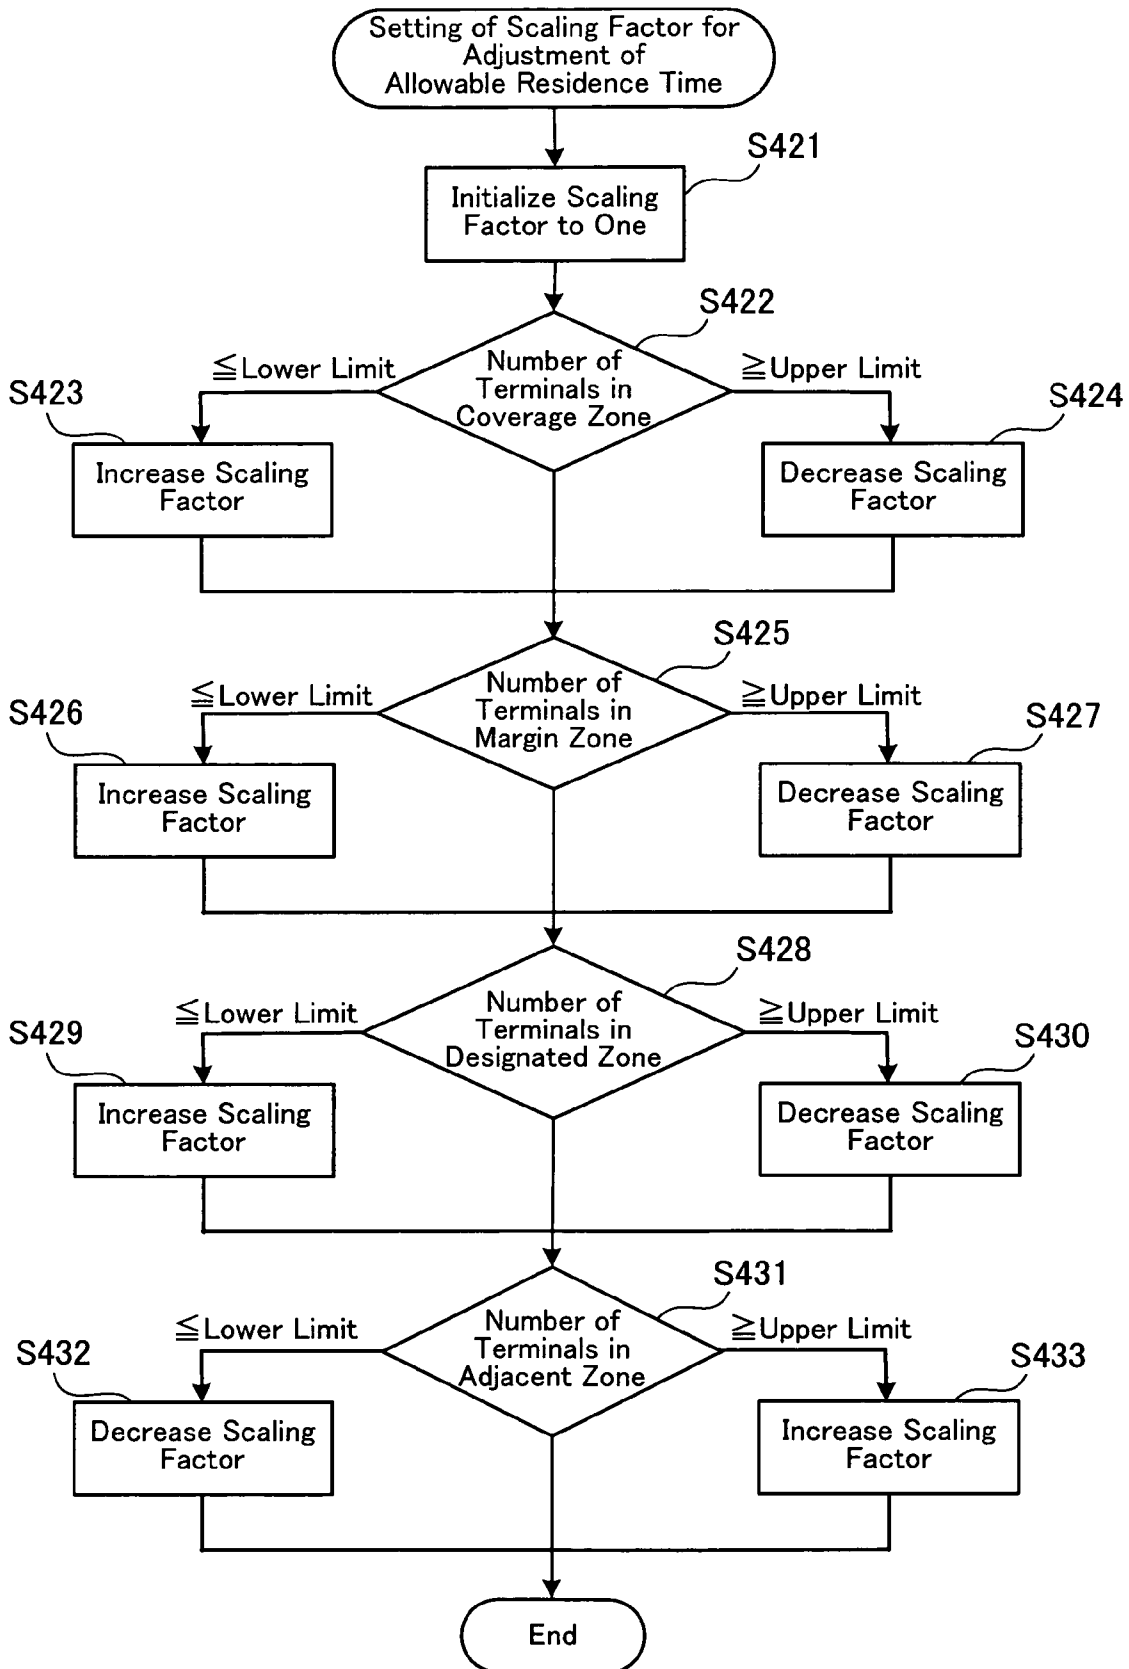 Setting of Scaling Factor for
Adjustment of
Allowable Residence Time
S421
Initialize Scaling
Factor to One
S422
Number of
Terminals in
Coverage Zone
≦Lower Limit
≧Upper Limit
S423
Increase Scaling
Factor
S424
Decrease Scaling
Factor
S425
Number of
Terminals in
Margin Zone
≦Lower Limit
≧Upper Limit
S426
Increase Scaling
Factor
S427
Decrease Scaling
Factor
S428
Number of
Terminals in
Designated Zone
≦Lower Limit
≧Upper Limit
S429
Increase Scaling
Factor
S430
Decrease Scaling
Factor
S431
Number of
Terminals in
Adjacent Zone
≦Lower Limit
≧Upper Limit
S432
Decrease Scaling
Factor
S433
Increase Scaling
Factor
End